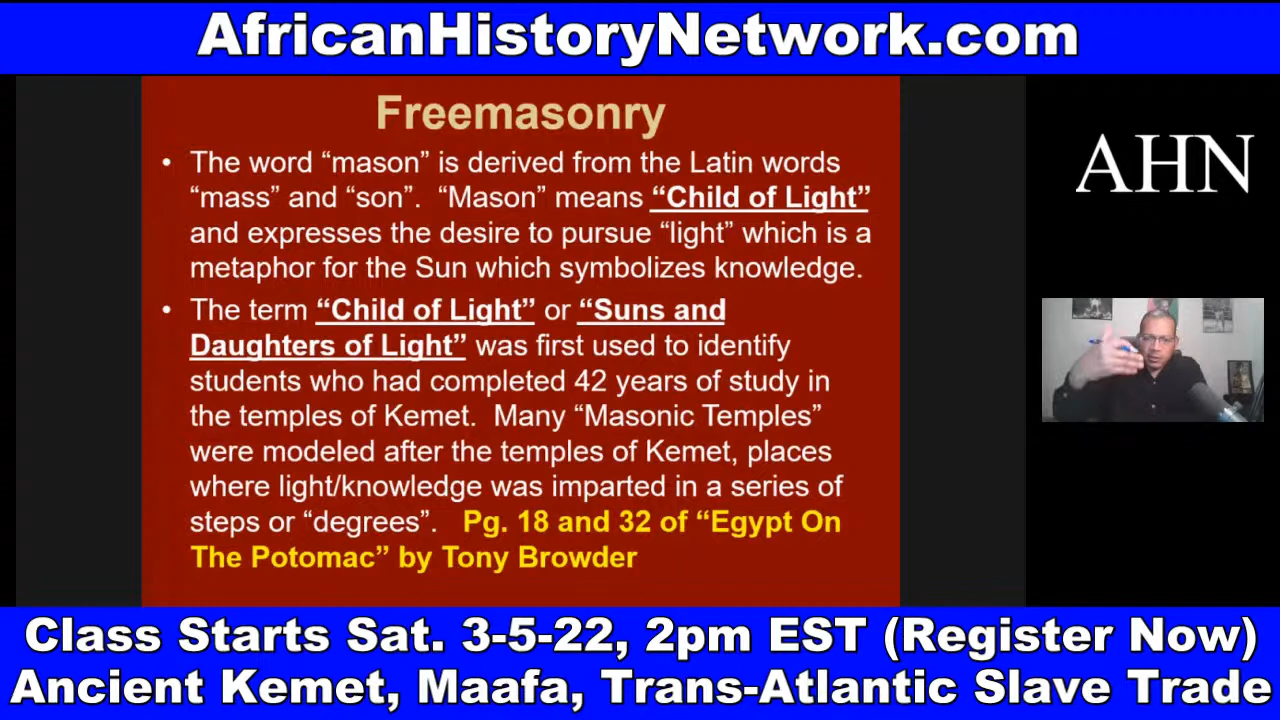 AfricanHistoryNetwork.com
Freemasonry
• The word “mason” is derived from the Latin words
“mass” and “son”. “Mason” means “Child of Light”
and expresses the desire to pursue “light” which is a
metaphor for the Sun which symbolizes knowledge.
• The term “Child of Light” or “Suns and
Daughters of Light” was first used to identify
students who had completed 42 years of study in
the temples of Kemet. Many “Masonic Temples”
were modeled after the temples of Kemet, places
where light/knowledge was imparted in a series of
steps or “degrees”. Pg. 18 and 32 of “Egypt On
The Potomac” by Tony Browder
AHN
Class Starts Sat. 3-5-22, 2pm EST (Register Now)
Ancient Kemet, Maafa, Trans-Atlantic Slave Trade